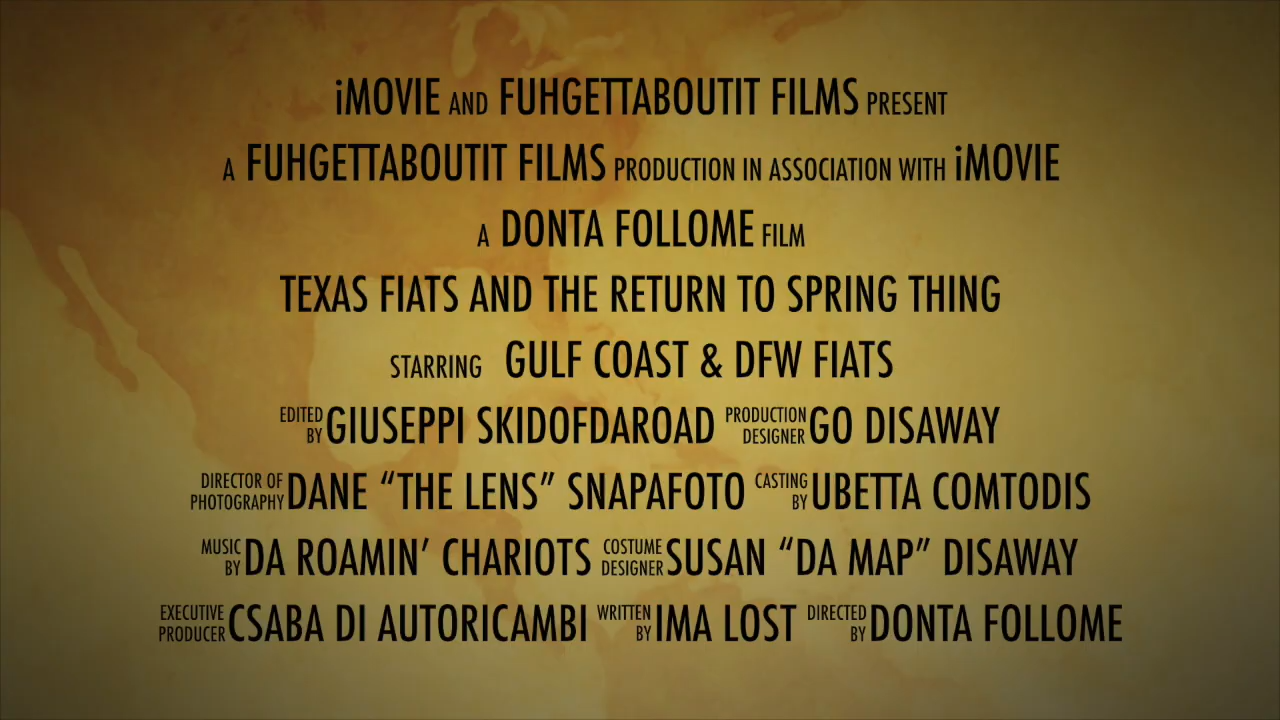 iMOVIE AND FUHGETTABOUTIT FILMS PRESENT
A FUHGETTABOUTIT FILMS PRODUCTION IN ASSOCIATION WITH iMOVIE
A DONTA FOLLOME FILM
TEXAS FIATS AND THE RETURN TO SPRING THING
STARRING GULF COAST & DFW FIATS
EDITED BY GIUSEPPI SKIDOFDAROAD PRODUCTION DESIGNER GO DISAWAY
DIRECTOR OF PHOTOGRAPHY DANE “THE LENS” SNAPAFOTO CASTING BY UBETTA COMTODIS
MUSIC BY DA ROAMIN’ CHARIOTS COSTUME DESIGNER SUSAN “DA MAP” DISAWAY
EXECUTIVE PRODUCER CSABA DI AUTORICAMBI WRITTEN BY IMA LOST DIRECTED BY DONTA FOLLOME